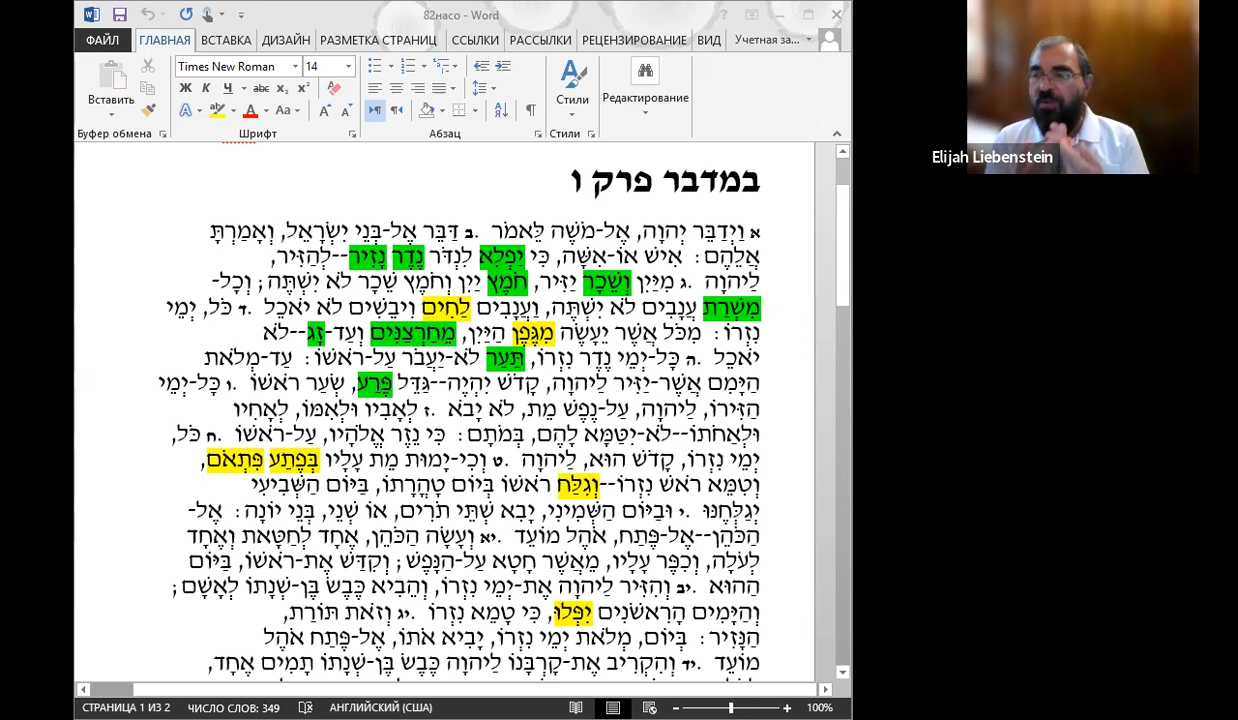 82насо - Word
ФАЙЛ ГЛАВНАЯ ВСТАВКА ДИЗАЙН РАЗМЕТКА СТРАНИЦ ССЫЛКИ РАССЫЛКИ РЕЦЕНЗИРОВАНИЕ ВИД Учетная за...
Times New Roman 14
Вставить
Ж К Ч abc x₂ x²
Aa
Стили
Редактирование
Буфер обмена Шрифт Абзац Стили
Elijah Liebenstein
במדבר פרק ו
א וַיְדַבֵּר יְהוָה, אֶל-מֹשֶׁה לֵּאמֹר. ב דַּבֵּר אֶל-בְּנֵי יִשְׂרָאֵל, וְאָמַרְתָּ
אֲלֵהֶם: אִישׁ אוֹ-אִשָּׁה, כִּי יַפְלִא לִנְדֹּר נֶדֶר נָזִיר--לְהַזִּיר,
לַיהוָה. ג מִיַּיִן וְשֵׁכָר יַזִּיר, חֹמֶץ יַיִן וְחֹמֶץ שֵׁכָר לֹא יִשְׁתֶּה; וְכָל-
מִשְׁרַת עֲנָבִים לֹא יִשְׁתֶּה, וַעֲנָבִים לַחִים וִיבֵשִׁים לֹא יֹאכֵל. ד כֹּל, יְמֵי
נִזְרוֹ: מִכֹּל אֲשֶׁר יֵעָשֶׂה מִגֶּפֶן הַיַּיִן, מֵחַרְצַנִּים וְעַד-זָג--לֹא
יֹאכֵל. ה כָּל-יְמֵי נֶדֶר נִזְרוֹ, תַּעַר לֹא-יַעֲבֹר עַל-רֹאשׁוֹ: עַד-מְלֹאת
הַיָּמִם אֲשֶׁר-יַזִּיר לַיהוָה, קָדֹשׁ יִהְיֶה--גַּדֵּל פֶּרַע, שְׂעַר רֹאשׁוֹ. ו כָּל-יְמֵי
הַזִּירוֹ, לַיהוָה, עַל-נֶפֶשׁ מֵת, לֹא יָבֹא. ז לְאָבִיו וּלְאִמּוֹ, לְאָחִיו
וּלְאַחֹתוֹ--לֹא-יִטַּמָּא לָהֶם, בְּמֹתָם: כִּי נֵזֶר אֱלֹהָיו, עַל-רֹאשׁוֹ. ח כֹּל,
יְמֵי נִזְרוֹ, קָדֹשׁ הוּא, לַיהוָה. ט וְכִי-יָמוּת מֵת עָלָיו בְּפֶתַע פִּתְאֹם,
וְטִמֵּא רֹאשׁ נִזְרוֹ--וְגִלַּח רֹאשׁוֹ בְּיוֹם טָהֳרָתוֹ, בַּיּוֹם הַשְּׁבִיעִי
יְגַלְּחֶנּוּ. י וּבַיּוֹם הַשְּׁמִינִי, יָבִא שְׁתֵּי תֹרִים, אוֹ שְׁנֵי, בְּנֵי יוֹנָה: אֶל-
הַכֹּהֵן--אֶל-פֶּתַח, אֹהֶל מוֹעֵד. יא וְעָשָׂה הַכֹּהֵן, אֶחָד לְחַטָּאת וְאֶחָד
לְעֹלָה, וְכִפֶּר עָלָיו, מֵאֲשֶׁר חָטָא עַל-הַנָּפֶשׁ; וְקִדַּשׁ אֶת-רֹאשׁוֹ, בַּיּוֹם
הַהוּא. יב וְהִזִּיר לַיהוָה אֶת-יְמֵי נִזְרוֹ, וְהֵבִיא כֶּבֶשׂ בֶּן-שְׁנָתוֹ לְאָשָׁם;
וְהַיָּמִים הָרִאשֹׁנִים יִפְּלוּ, כִּי טָמֵא נִזְרוֹ. יג וְזֹאת תּוֹרַת,
הַנָּזִיר: בְּיוֹם, מְלֹאת יְמֵי נִזְרוֹ, יָבִיא אֹתוֹ, אֶל-פֶּתַח אֹהֶל
מוֹעֵד. יד וְהִקְרִיב אֶת-קָרְבָּנוֹ לַיהוָה כֶּבֶשׂ בֶּן-שְׁנָתוֹ תָמִים אֶחָד,
СТРАНИЦА 1 ИЗ 2 ЧИСЛО СЛОВ: 349 АНГЛИЙСКИЙ (США) 100%